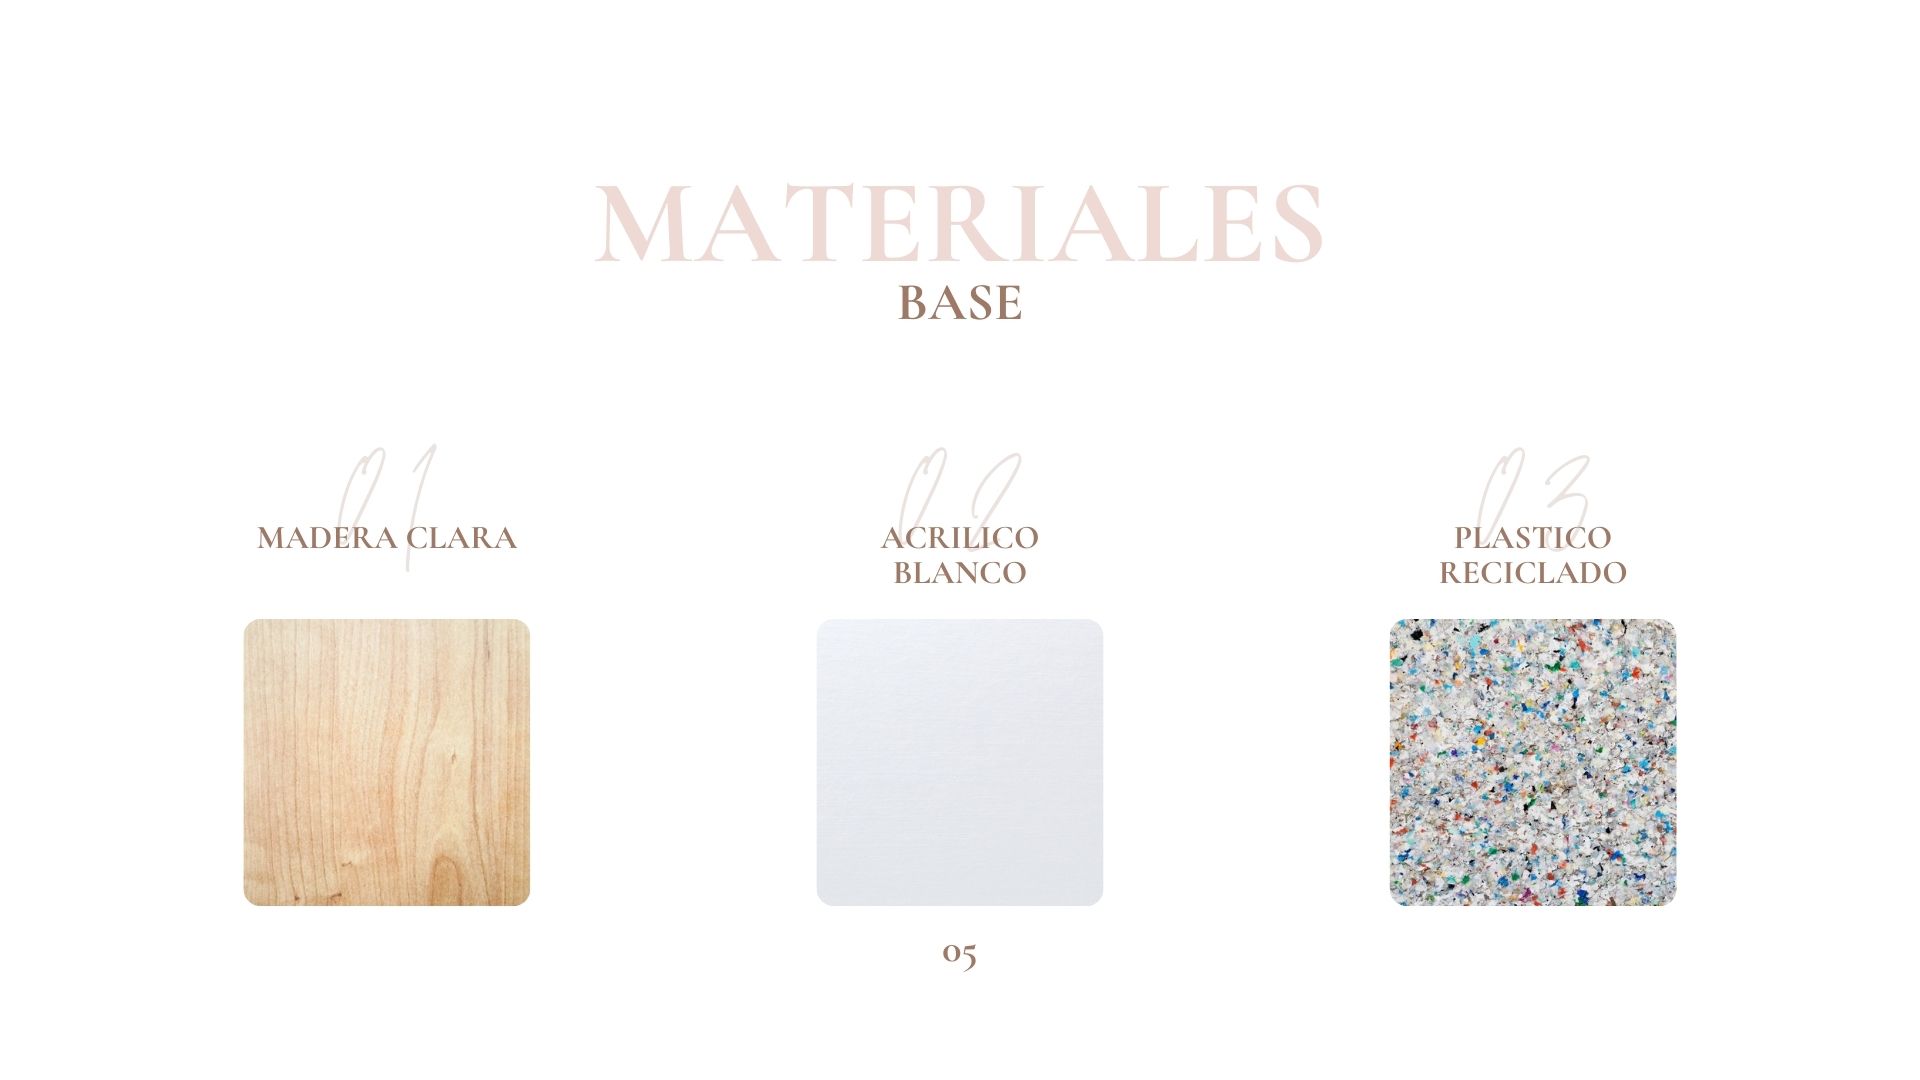 MATERIALES
BASE
01
MADERA CLARA
02
ACRILICO
BLANCO
03
PLASTICO
RECICLADO
05